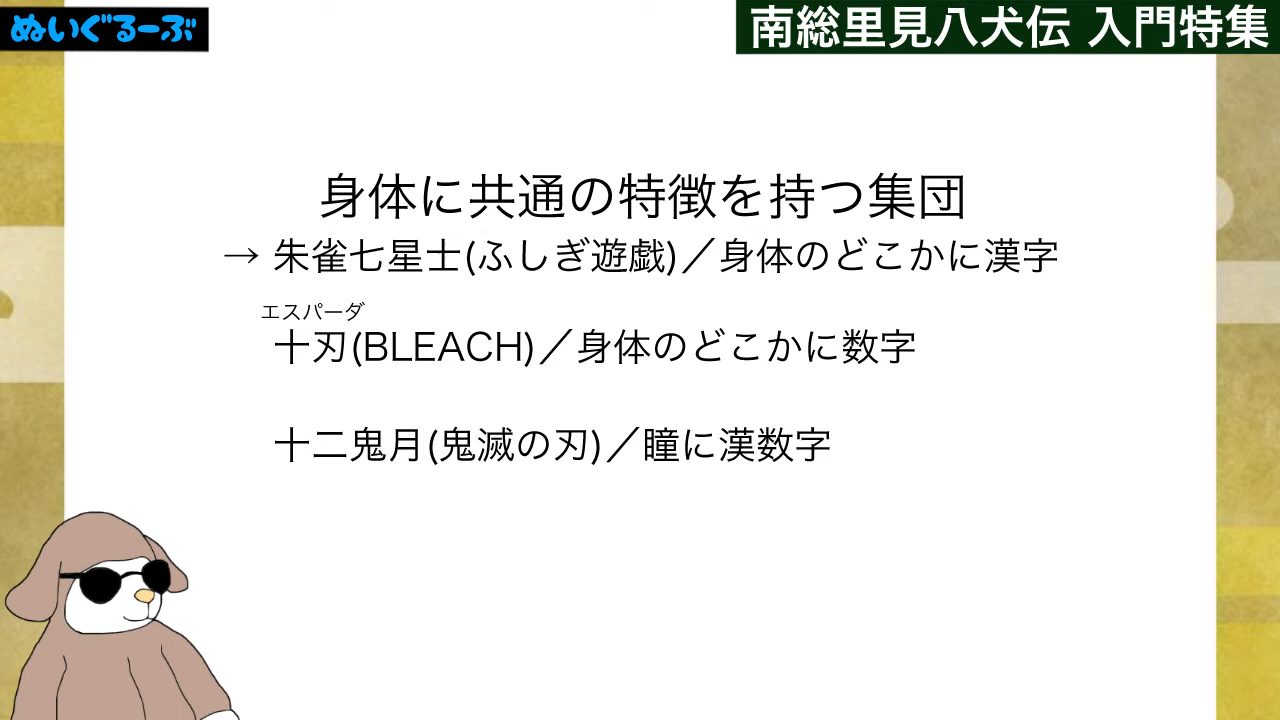 ぬいぐるーぶ
南総里見八犬伝 入門特集
身体に共通の特徴を持つ集団
→ 朱雀七星士(ふしぎ遊戯)／身体のどこかに漢字
エスパーダ
十刃(BLEACH)／身体のどこかに数字
十二鬼月(鬼滅の刃)／瞳に漢数字